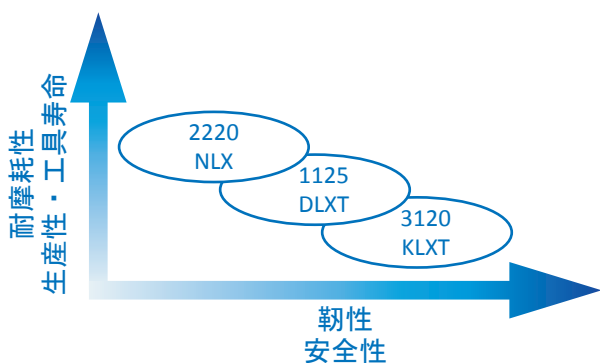 耐摩耗性
生産性・工具寿命
2220
NLX
1125
DLXT
3120
KLXT
靭性
安全性